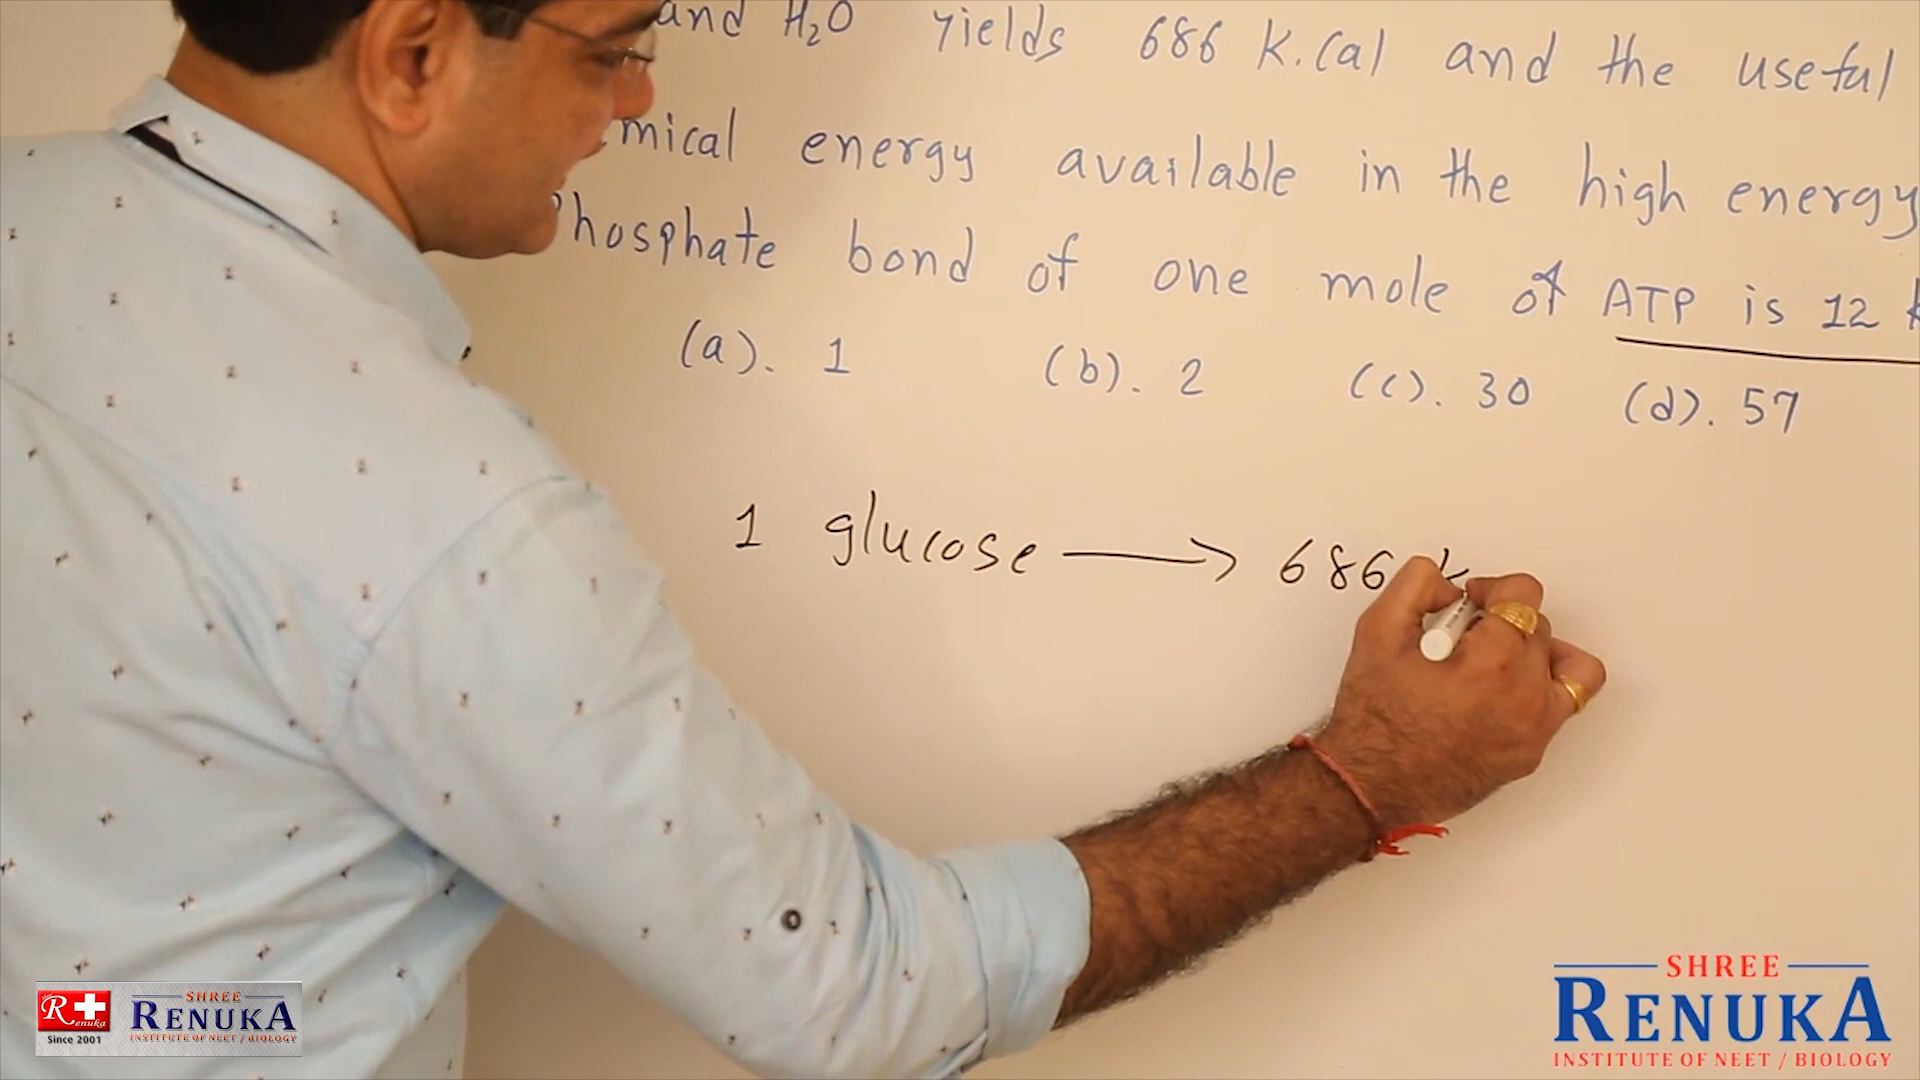 and H₂O yields 686 K.Cal and the useful
mical energy available in the high energy
Phosphate bond of one mole of ATP is 12 k
(a). 1 (b). 2 (c). 30 (d). 57
1 glucose → 686 k
Renuka
Since 2001
SHREE
RENUKA
INSTITUTE OF NEET / BIOLOGY
SHREE
RENUKA
INSTITUTE OF NEET / BIOLOGY